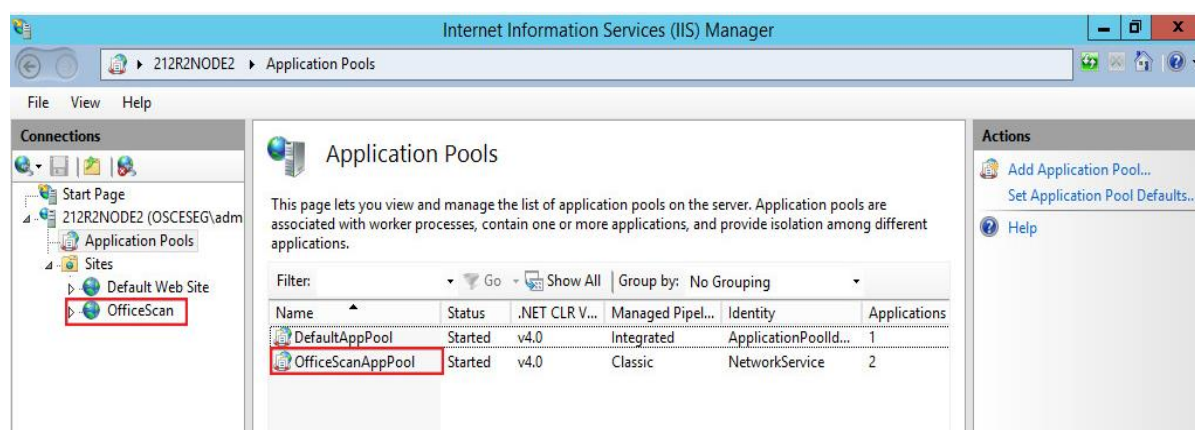 Internet Information Services (IIS) Manager
212R2NODE2 Application Pools
File View Help
Connections
Start Page
212R2NODE2 (OSCESEG\adm
Application Pools
Sites
Default Web Site
OfficeScan
Application Pools
This page lets you view and manage the list of application pools on the server. Application pools are
associated with worker processes, contain one or more applications, and provide isolation among different
applications.
Filter: Go Show All Group by: No Grouping
Name Status .NET CLR V... Managed Pipel... Identity Applications
DefaultAppPool Started v4.0 Integrated ApplicationPoolId... 1
OfficeScanAppPool Started v4.0 Classic NetworkService 2
Actions
Add Application Pool...
Set Application Pool Defaults..
Help